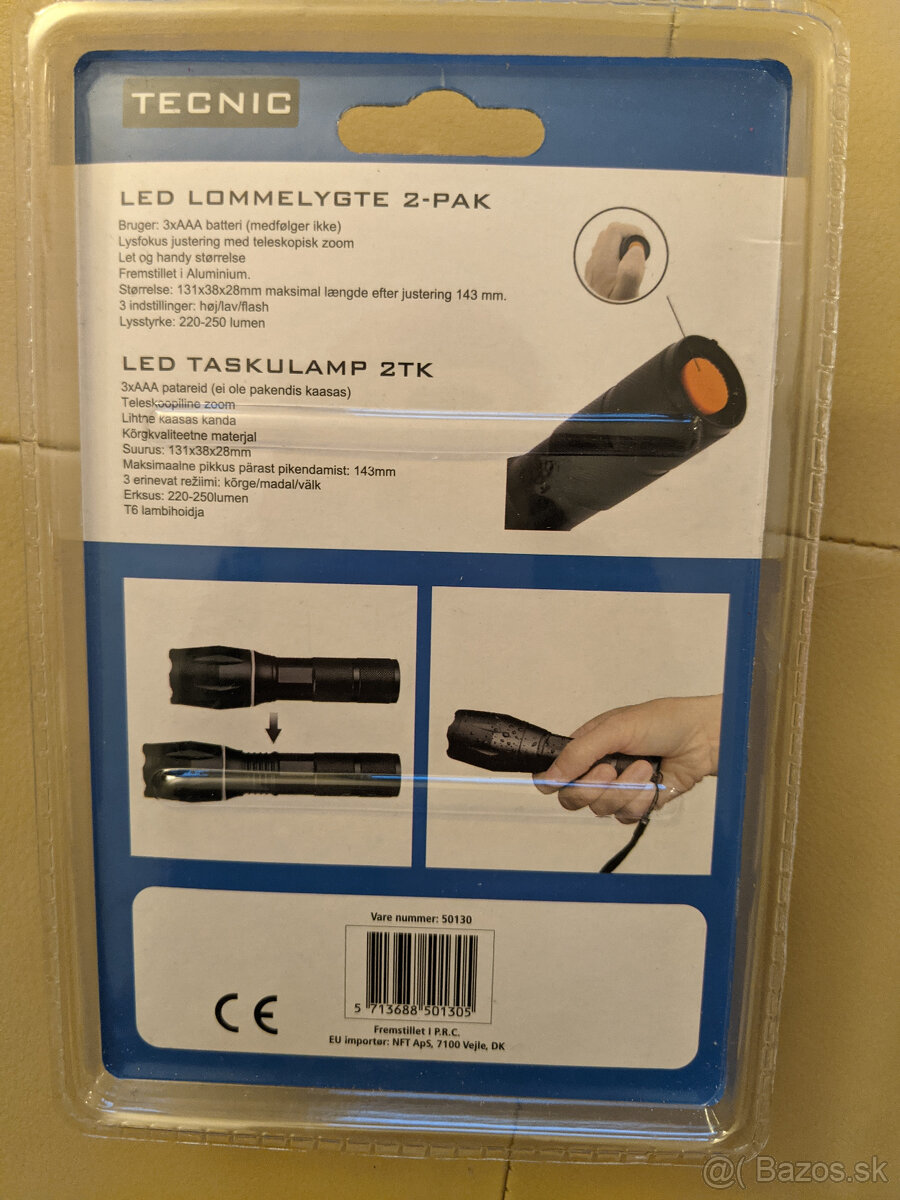 TECNIC
LED LOMMELYGTE 2-PAK
Bruger: 3xAAA batteri (medfølger ikke)
Lysfokus justering med teleskopisk zoom
Let og handy størrelse
Fremstillet i Aluminium.
Størrelse: 131x38x28mm maksimal længde efter justering 143 mm.
3 indstillinger: høj/lav/flash
Lysstyrke: 220-250 lumen
LED TASKULAMP 2TK
3xAAA patareid (ei ole pakendis kaasas)
Teleskoopiline zoom
Lihtne kaasas kanda
Kõrgkvaliteetne materjal
Suurus: 131x38x28mm
Maksimaalne pikkus pärast pikendamist: 143mm
3 erinevat režiimi: kõrge/madal/välk
Erksus: 220-250lumen
T6 lambihoidja
Vare nummer: 50130
5 713688 501305
CE
Fremstillet I P.R.C.
EU importør: NFT ApS, 7100 Vejle, DK
@( Bazos.sk